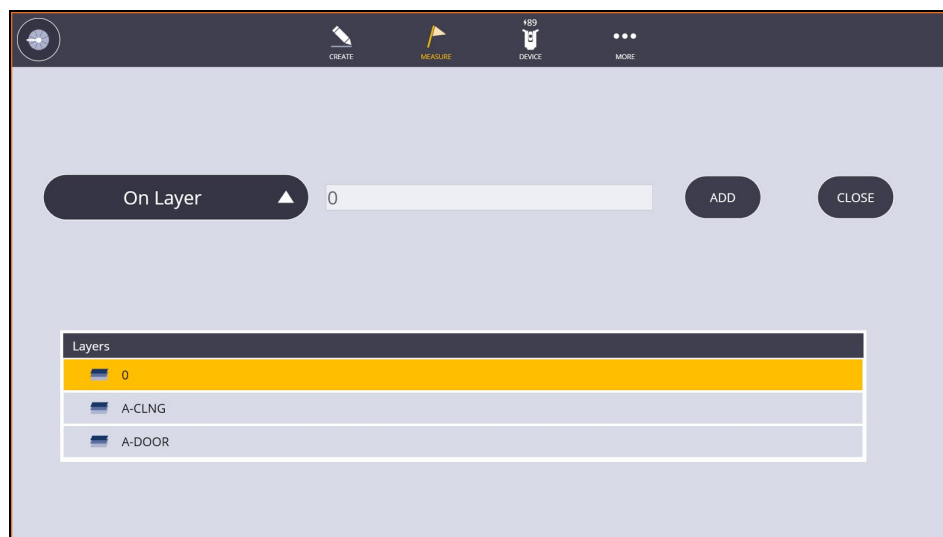 ⚡89
CREATE MEASURE DEVICE MORE
On Layer 0 ADD CLOSE
Layers
0
A-CLNG
A-DOOR